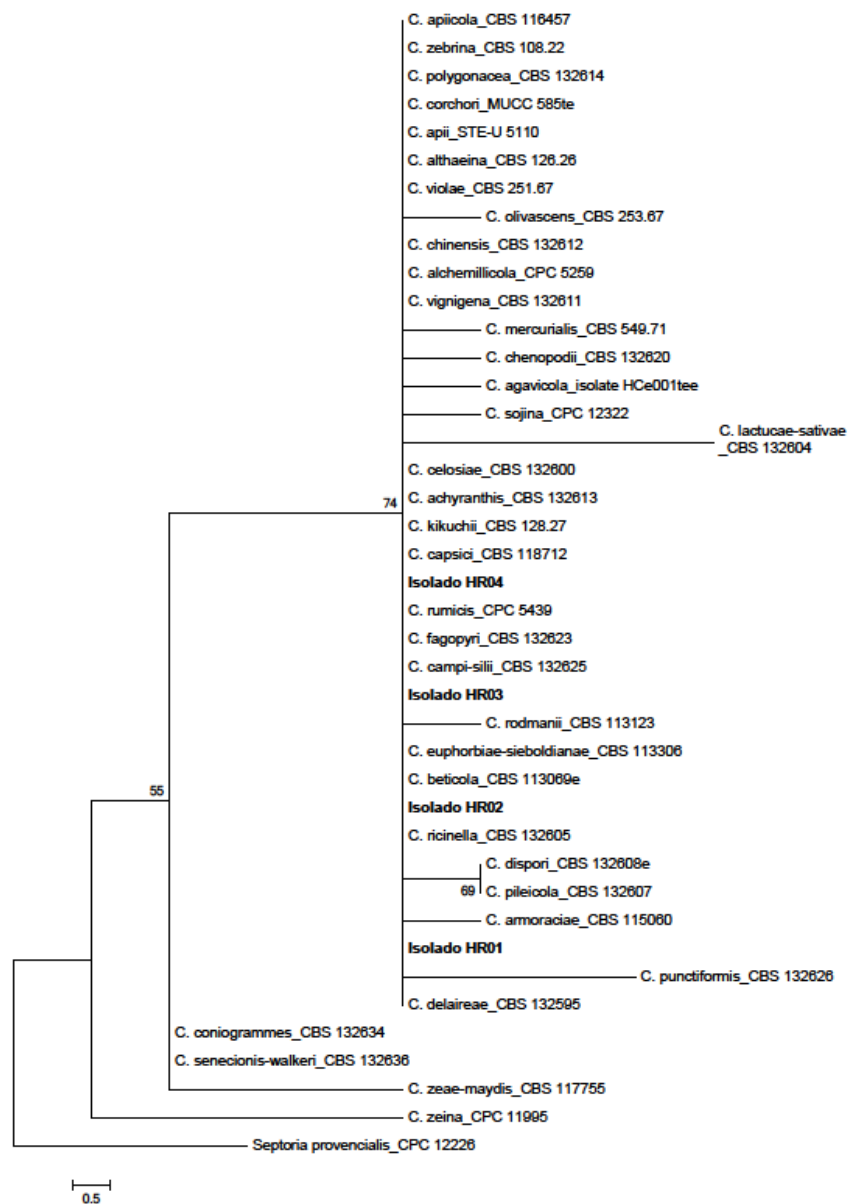 C. apiicola_CBS 116457
C. zebrina_CBS 108.22
C. polygonacea_CBS 132614
C. corchori_MUCC 585te
C. apii_STE-U 5110
C. althaeina_CBS 126.26
C. violae_CBS 251.67
C. olivascens_CBS 253.67
C. chinensis_CBS 132612
C. alchemillicola_CPC 5259
C. vignigena_CBS 132611
C. mercurialis_CBS 549.71
C. chenopodii_CBS 132620
C. agavicola_isolate HCe001tee
C. sojina_CPC 12322
C. lactucae-sativae
_CBS 132604
C. celosiae_CBS 132600
C. achyranthis_CBS 132613
74
C. kikuchii_CBS 128.27
C. capsici_CBS 118712
Isolado HR04
C. rumicis_CPC 5439
C. fagopyri_CBS 132623
C. campi-silii_CBS 132625
Isolado HR03
C. rodmanii_CBS 113123
C. euphorbiae-sieboldianae_CBS 113306
C. beticola_CBS 113069e
55
Isolado HR02
C. ricinella_CBS 132605
C. dispori_CBS 132608e
69
C. pileicola_CBS 132607
C. armoraciae_CBS 115060
Isolado HR01
C. punctiformis_CBS 132626
C. delaireae_CBS 132595
C. coniogrammes_CBS 132634
C. senecionis-walkeri_CBS 132636
C. zeae-maydis_CBS 117755
C. zeina_CPC 11995
Septoria provencialis_CPC 12226
0.5